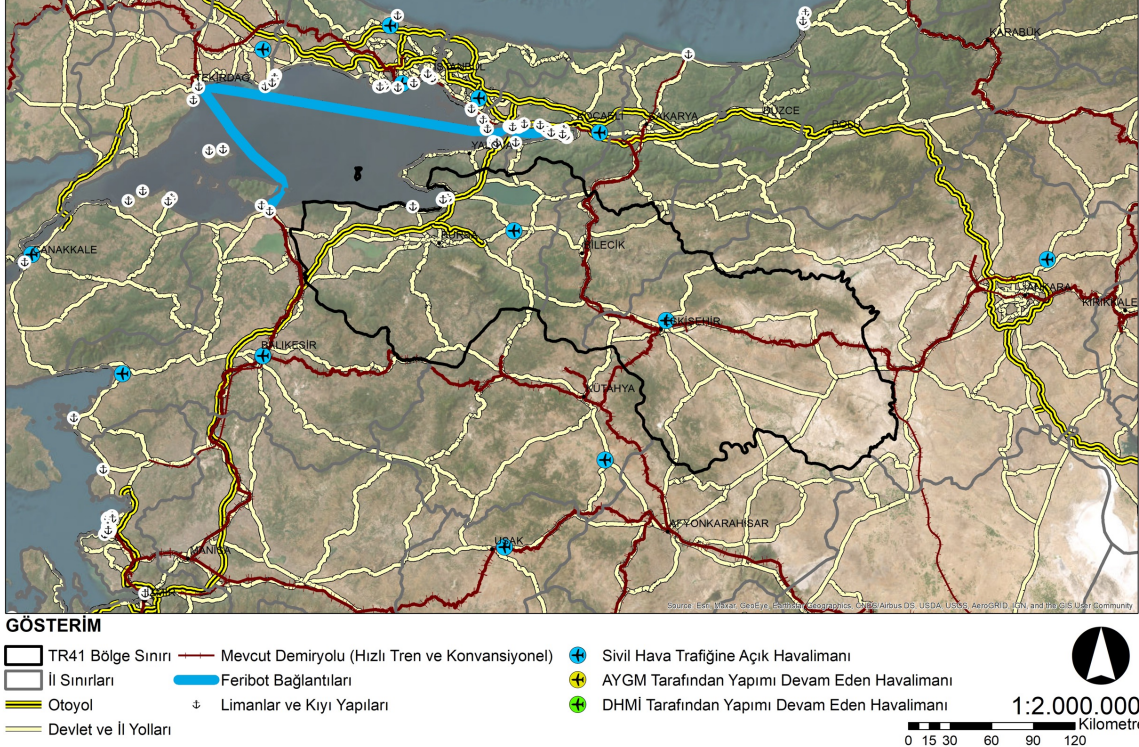 KARABÜK
İSTANBUL
TEKİRDAĞ
KOCAELİ
SAKARYA
DÜZCE
BOLU
YALOVA
BURSA
BİLECİK
ÇANAKKALE
ANKARA
KIRIKKALE
ESKİŞEHİR
BALIKESİR
KÜTAHYA
AFYONKARAHİSAR
UŞAK
MANİSA
İZMİR
Source: Esri, Maxar, GeoEye, Earthstar Geographics, CNES/Airbus DS, USDA, USGS, AeroGRID, IGN, and the GIS User Community
GÖSTERİM
TR41 Bölge Sınırı
Mevcut Demiryolu (Hızlı Tren ve Konvansiyonel)
Sivil Hava Trafiğine Açık Havalimanı
İl Sınırları
Feribot Bağlantıları
AYGM Tarafından Yapımı Devam Eden Havalimanı
Otoyol
Limanlar ve Kıyı Yapıları
DHMİ Tarafından Yapımı Devam Eden Havalimanı
Devlet ve İl Yolları
1:2.000.000
Kilometre
0 15 30 60 90 120